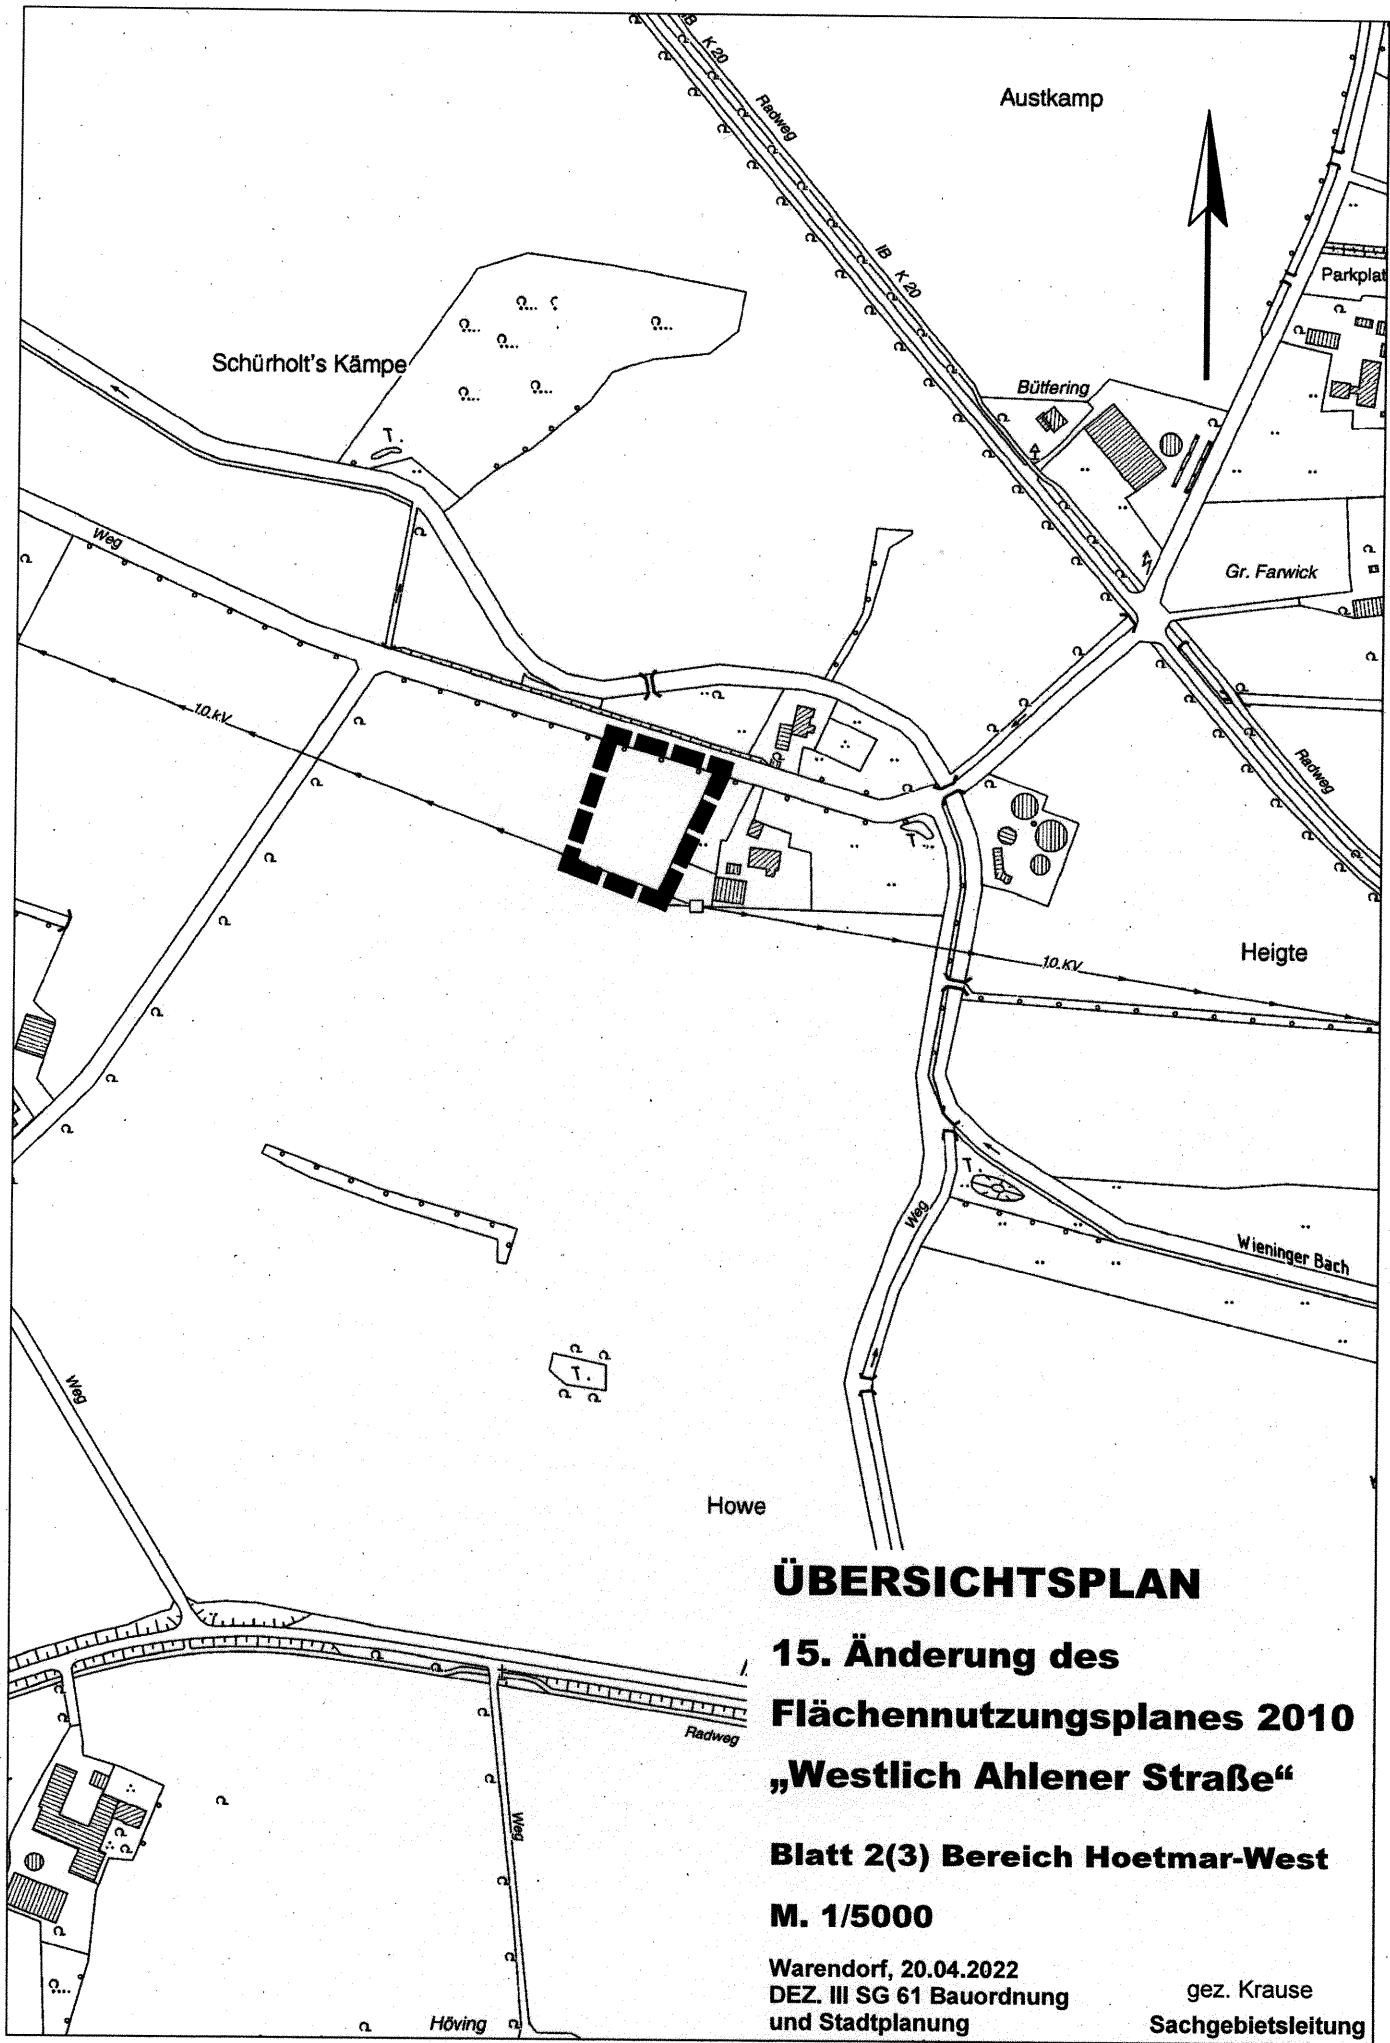 K 20
Radweg
Austkamp
IB K 20
Parkplat
Schürholt's Kämpe
T.
Büttering
Weg
Gr. Farwick
10 kV
Radweg
T.
Heigte
10 KV
T.
Weg
Wieninger Bach
T.
Weg
Howe
ÜBERSICHTSPLAN
15. Änderung des
Flächennutzungsplanes 2010
„Westlich Ahlener Straße“
Radweg
Weg
Blatt 2(3) Bereich Hoetmar-West
M. 1/5000
Warendorf, 20.04.2022
DEZ. III SG 61 Bauordnung
und Stadtplanung
gez. Krause
Sachgebietsleitung
Höving